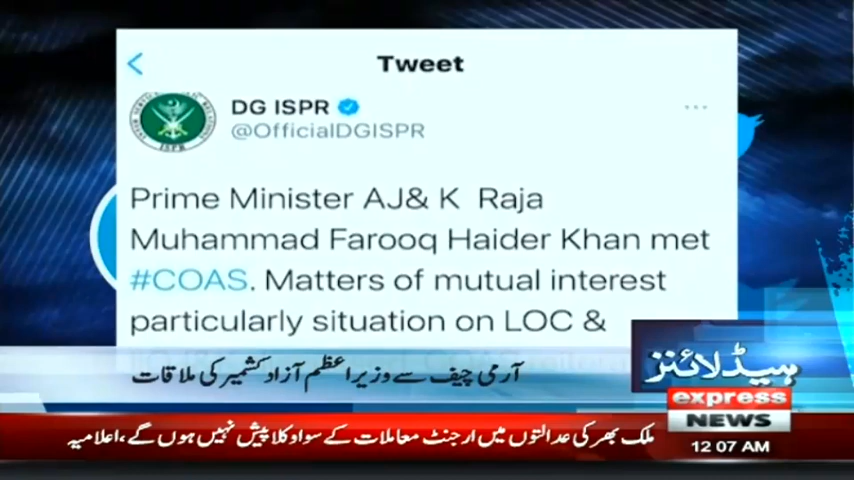 Tweet
DG ISPR
@OfficialDGISPR
Prime Minister AJ& K Raja
Muhammad Farooq Haider Khan met
#COAS. Matters of mutual interest
particularly situation on LOC &
آرمی چیف سے وزیراعظم آزاد کشمیر کی ملاقات
ہیڈلائنز
express
NEWS
ملک بھر کی عدالتوں میں ارجنٹ معاملات کے سوا وکلا پیش نہیں ہوں گے، اعلامیہ
12:07 AM